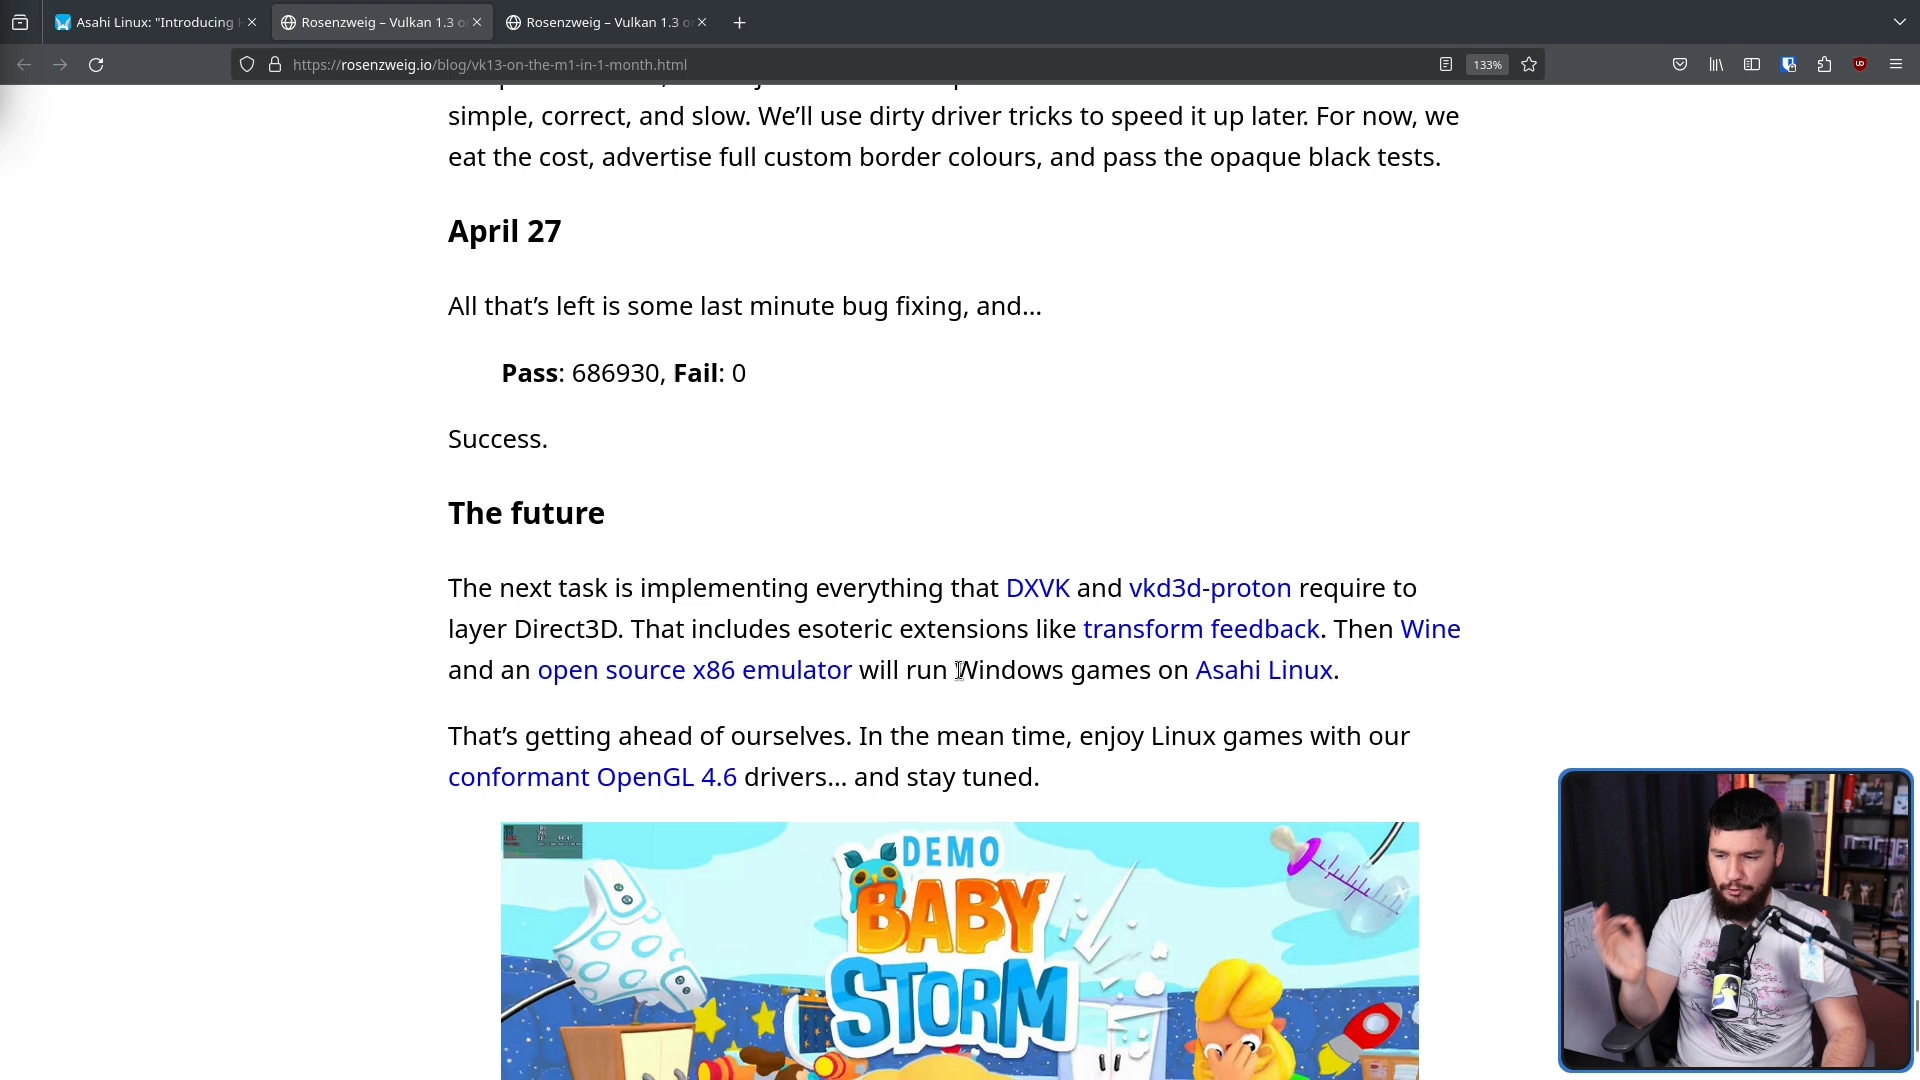 Asahi Linux: "Introducing
Rosenzweig – Vulkan 1.3 o
Rosenzweig – Vulkan 1.3 o
https://rosenzweig.io/blog/vk13-on-the-m1-in-1-month.html
133%
simple, correct, and slow. We’ll use dirty driver tricks to speed it up later. For now, we
eat the cost, advertise full custom border colours, and pass the opaque black tests.
April 27
All that’s left is some last minute bug fixing, and…
Pass: 686930, Fail: 0
Success.
The future
The next task is implementing everything that DXVK and vkd3d-proton require to
layer Direct3D. That includes esoteric extensions like transform feedback. Then Wine
and an open source x86 emulator will run Windows games on Asahi Linux.
That’s getting ahead of ourselves. In the mean time, enjoy Linux games with our
conformant OpenGL 4.6 drivers… and stay tuned.
DEMO
BABY
STORM